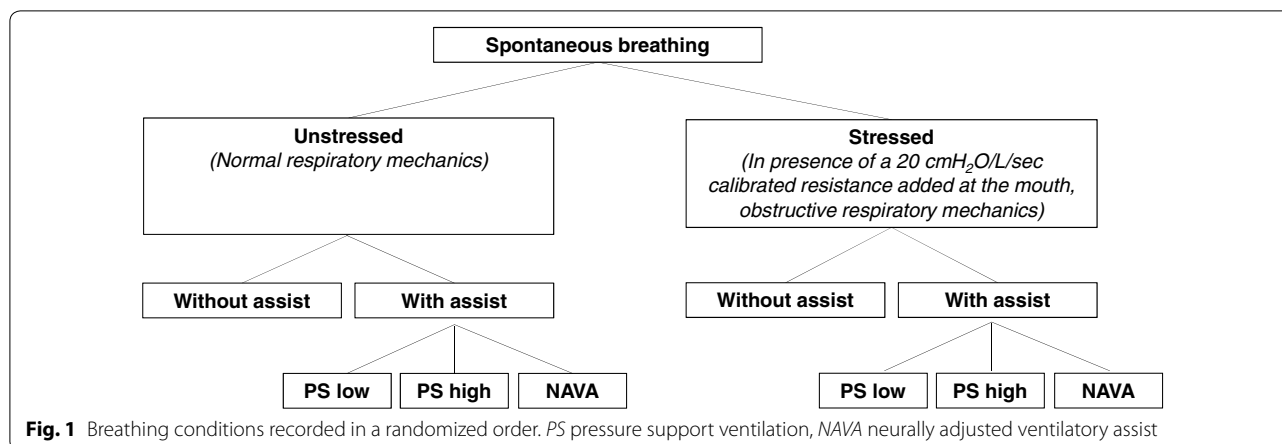 Spontaneous breathing
Unstressed
(Normal respiratory mechanics)
Stressed
(In presence of a 20 cmH₂O/L/sec
calibrated resistance added at the mouth,
obstructive respiratory mechanics)
Without assist
With assist
Without assist
With assist
PS low
PS high
NAVA
PS low
PS high
NAVA
Fig. 1 Breathing conditions recorded in a randomized order. PS pressure support ventilation, NAVA neurally adjusted ventilatory assist